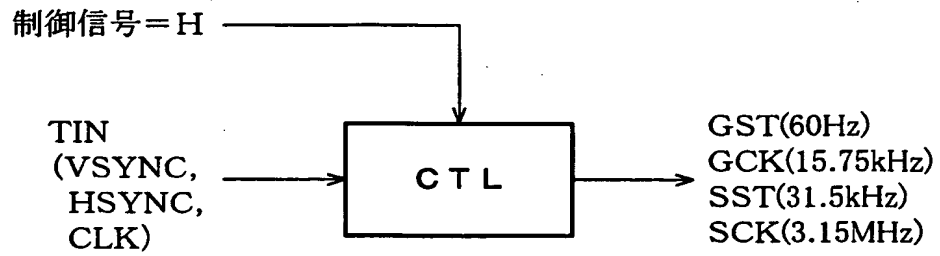 制御信号=H
TIN
(VSYNC,
HSYNC,
CLK)
CTL
GST(60Hz)
GCK(15.75kHz)
SST(31.5kHz)
SCK(3.15MHz)